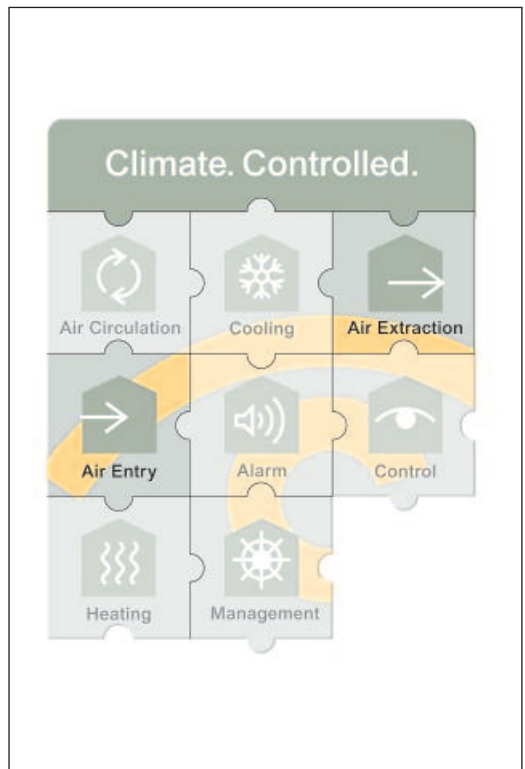 Climate. Controlled.
Air Circulation
Cooling
Air Extraction
Air Entry
Alarm
Control
Heating
Management